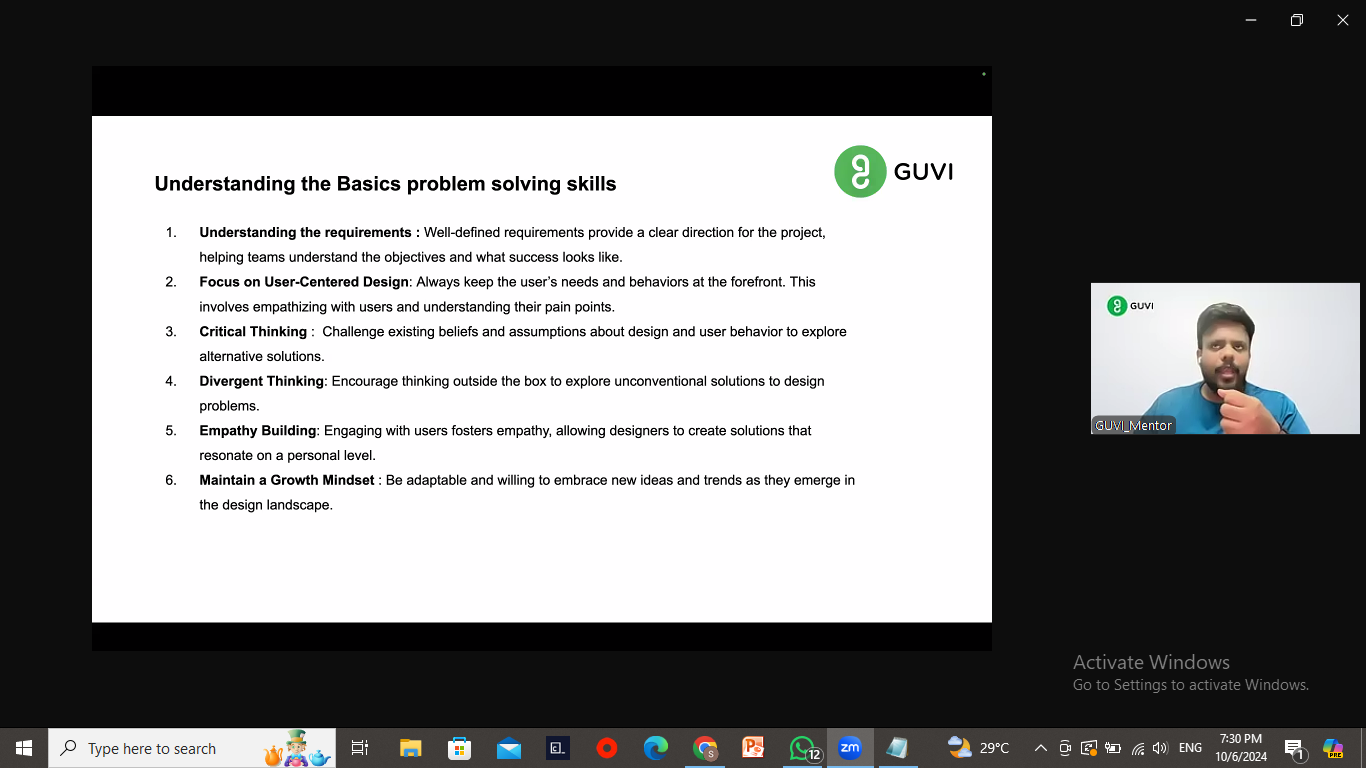 GUVI
Understanding the Basics problem solving skills
1. Understanding the requirements : Well-defined requirements provide a clear direction for the project,
helping teams understand the objectives and what success looks like.
2. Focus on User-Centered Design: Always keep the user's needs and behaviors at the forefront. This
involves empathizing with users and understanding their pain points.
3. Critical Thinking : Challenge existing beliefs and assumptions about design and user behavior to explore
alternative solutions.
4. Divergent Thinking: Encourage thinking outside the box to explore unconventional solutions to design
problems.
5. Empathy Building: Engaging with users fosters empathy, allowing designers to create solutions that
resonate on a personal level.
6. Maintain a Growth Mindset : Be adaptable and willing to embrace new ideas and trends as they emerge in
the design landscape.
GUVI
GUVI_Mentor
Activate Windows
Go to Settings to activate Windows.
Type here to search
S
12
zm
29°C
ENG
7:30 PM
10/6/2024
1
PRE